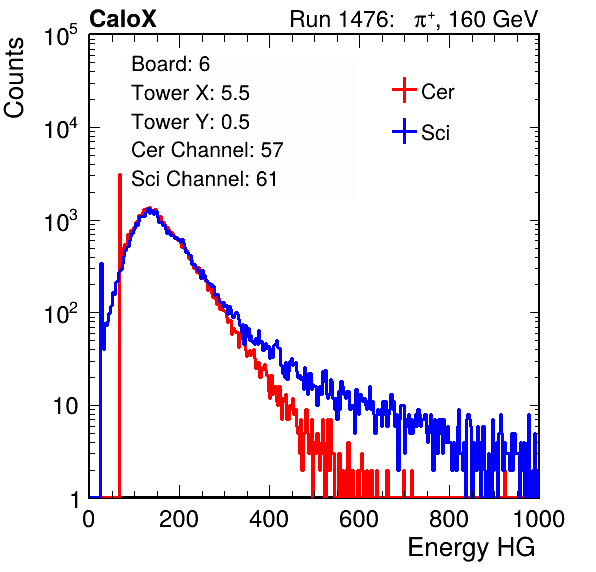 CaloX Run 1476: π⁺, 160 GeV
Counts
10⁵
10⁴
10³
10²
10
1
Board: 6
Tower X: 5.5
Tower Y: 0.5
Cer Channel: 57
Sci Channel: 61
Cer
Sci
0 200 400 600 800 1000
Energy HG